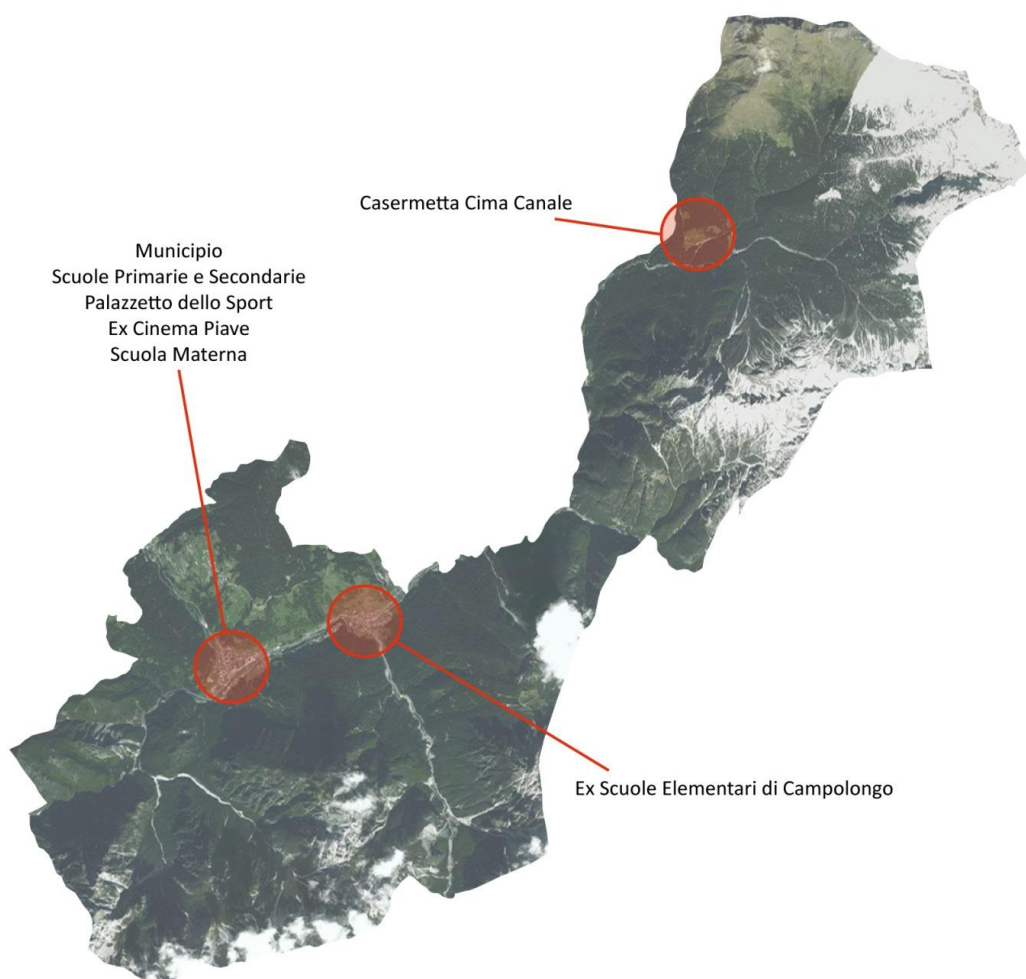 Casermetta Cima Canale
Municipio
Scuole Primarie e Secondarie
Palazzetto dello Sport
Ex Cinema Piave
Scuola Materna
Ex Scuole Elementari di Campolongo